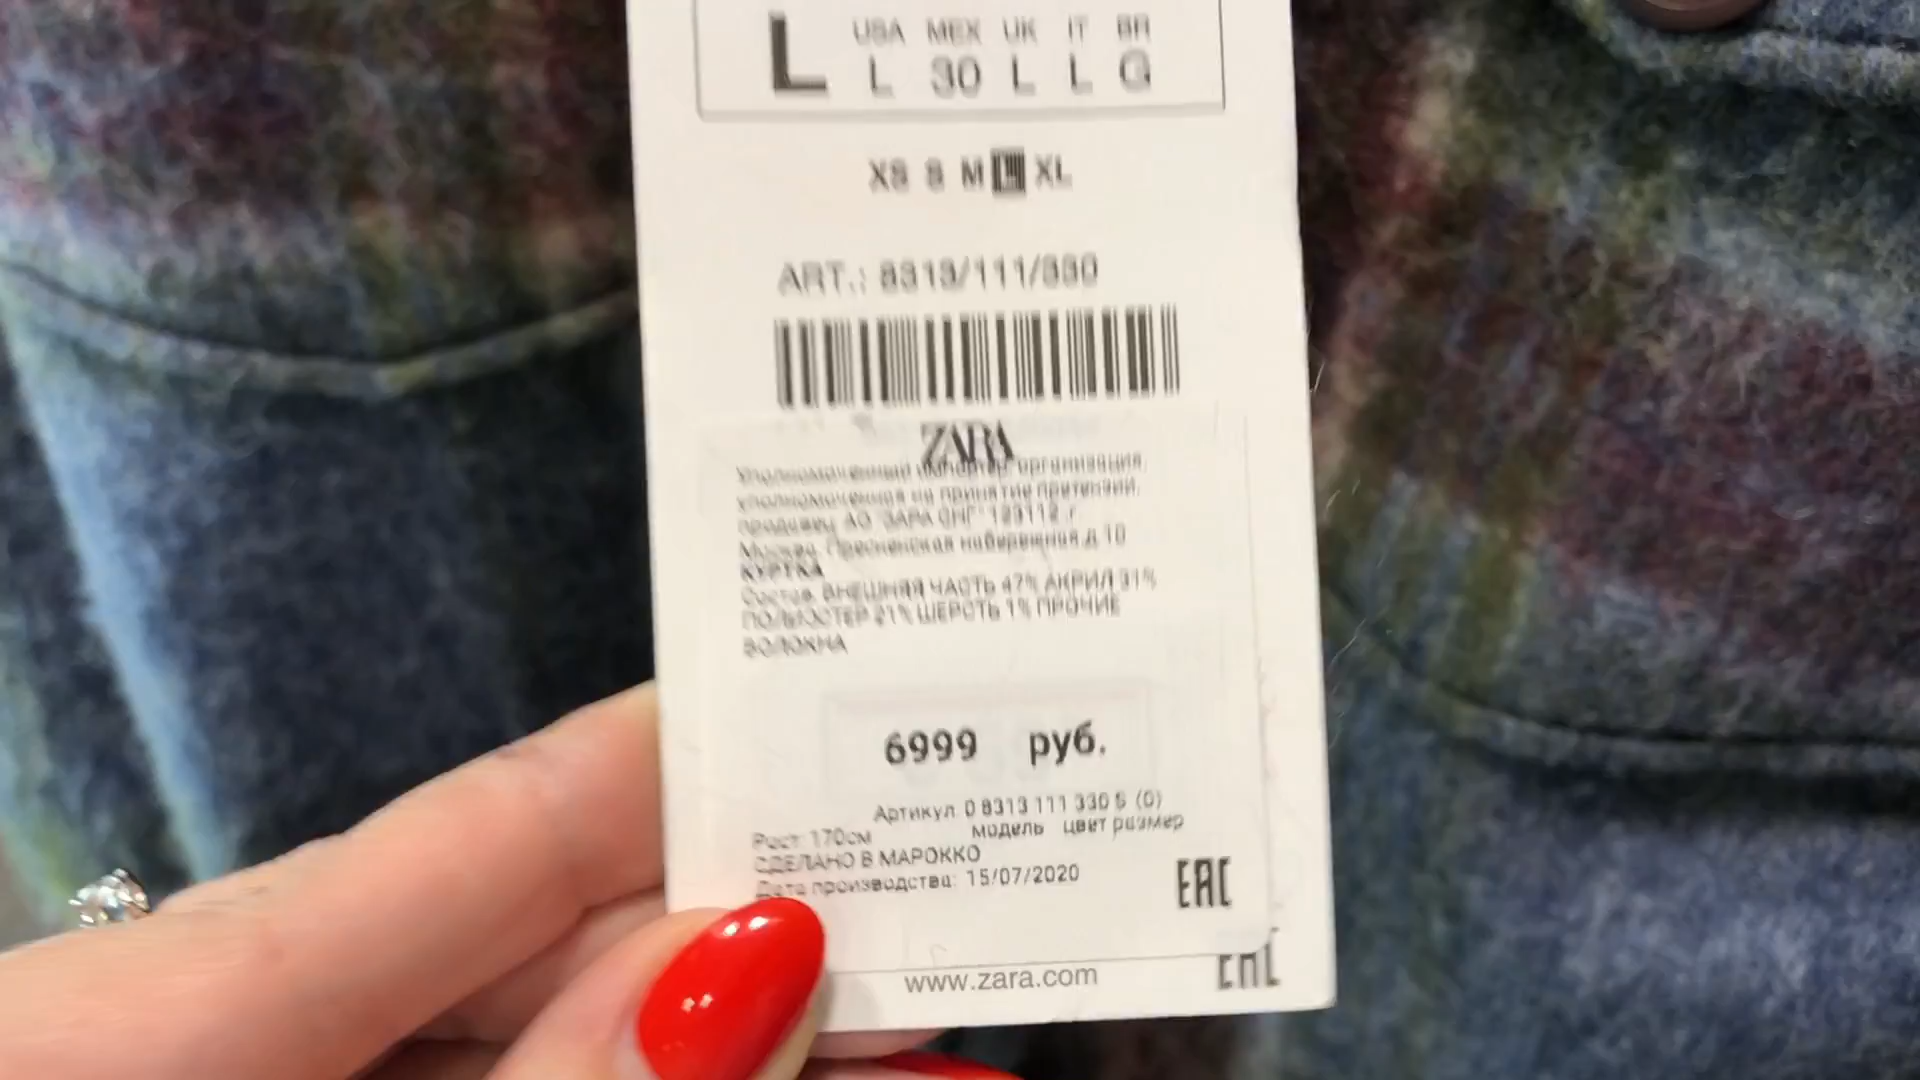 L USA MEX UK IT BR
L 30 L L G
XS S M L XL
ART.: 8313/111/330
ZARA
Уполномоченный импортер, организация,
уполномоченная на принятие претензий,
продавец: АО "ЗАРА СНГ" 123112, г.
Москва, Пресненская набережная д.10
КУРТКА
Состав: ВНЕШНЯЯ ЧАСТЬ 47% АКРИЛ 31%
ПОЛИЭСТЕР 21% ШЕРСТЬ 1% ПРОЧИЕ
ВОЛОКНА
6999 руб.
Артикул 0 8313 111 330 (0)
модель цвет размер
Рост: 170см
СДЕЛАНО В МАРОККО
Дата производства: 15/07/2020
EAC
www.zara.com